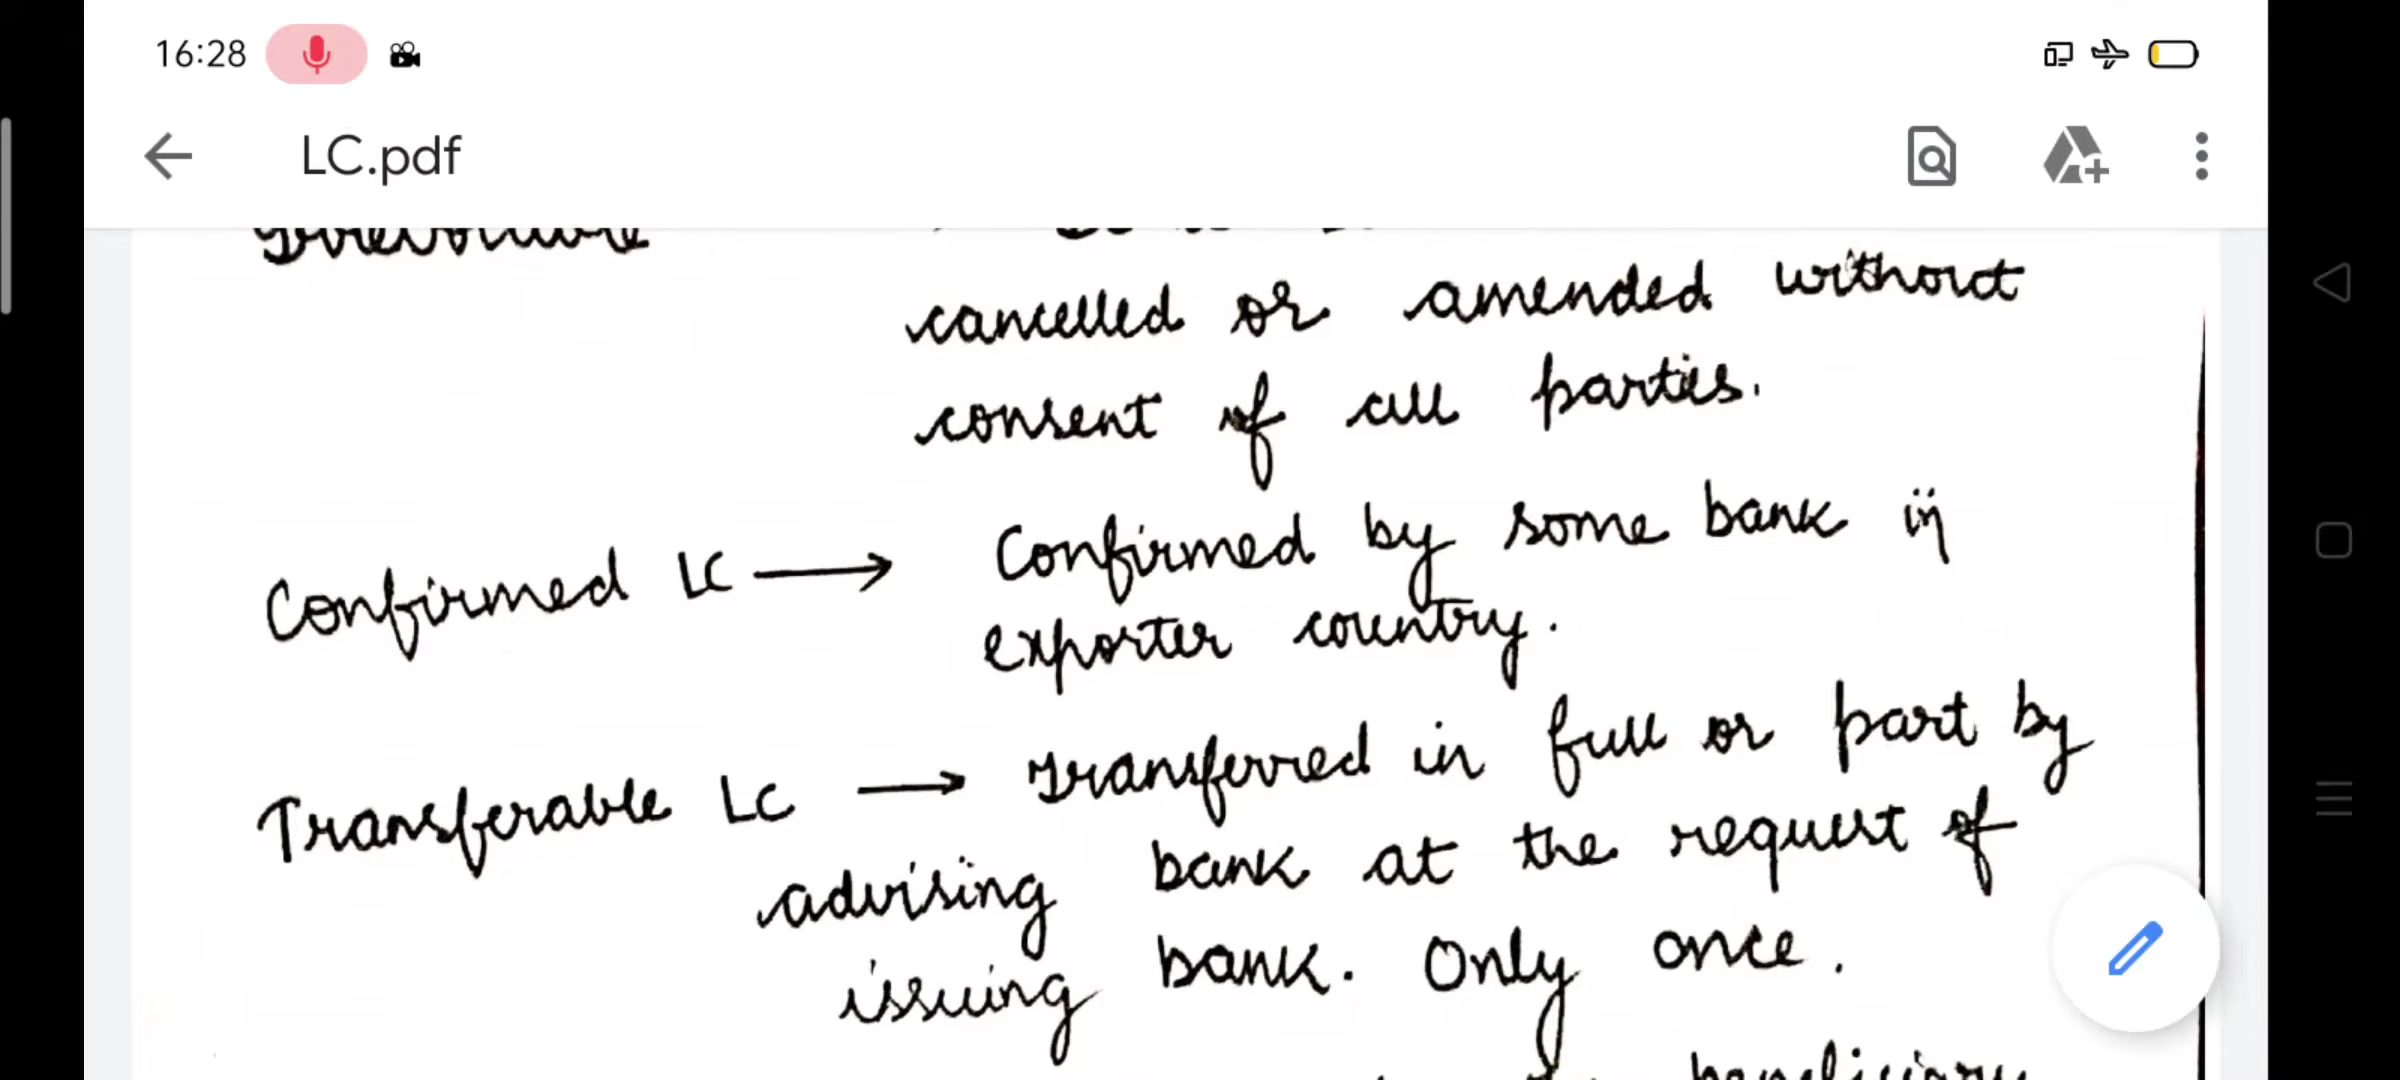 16:28
LC.pdf
Irrevocable
cancelled or amended without
consent of all parties.
Confirmed LC → Confirmed by some bank in
exporter country.
Transferable LC → Transferred in full or part by
advising bank at the request of
issuing bank. Only once.
beneficiary